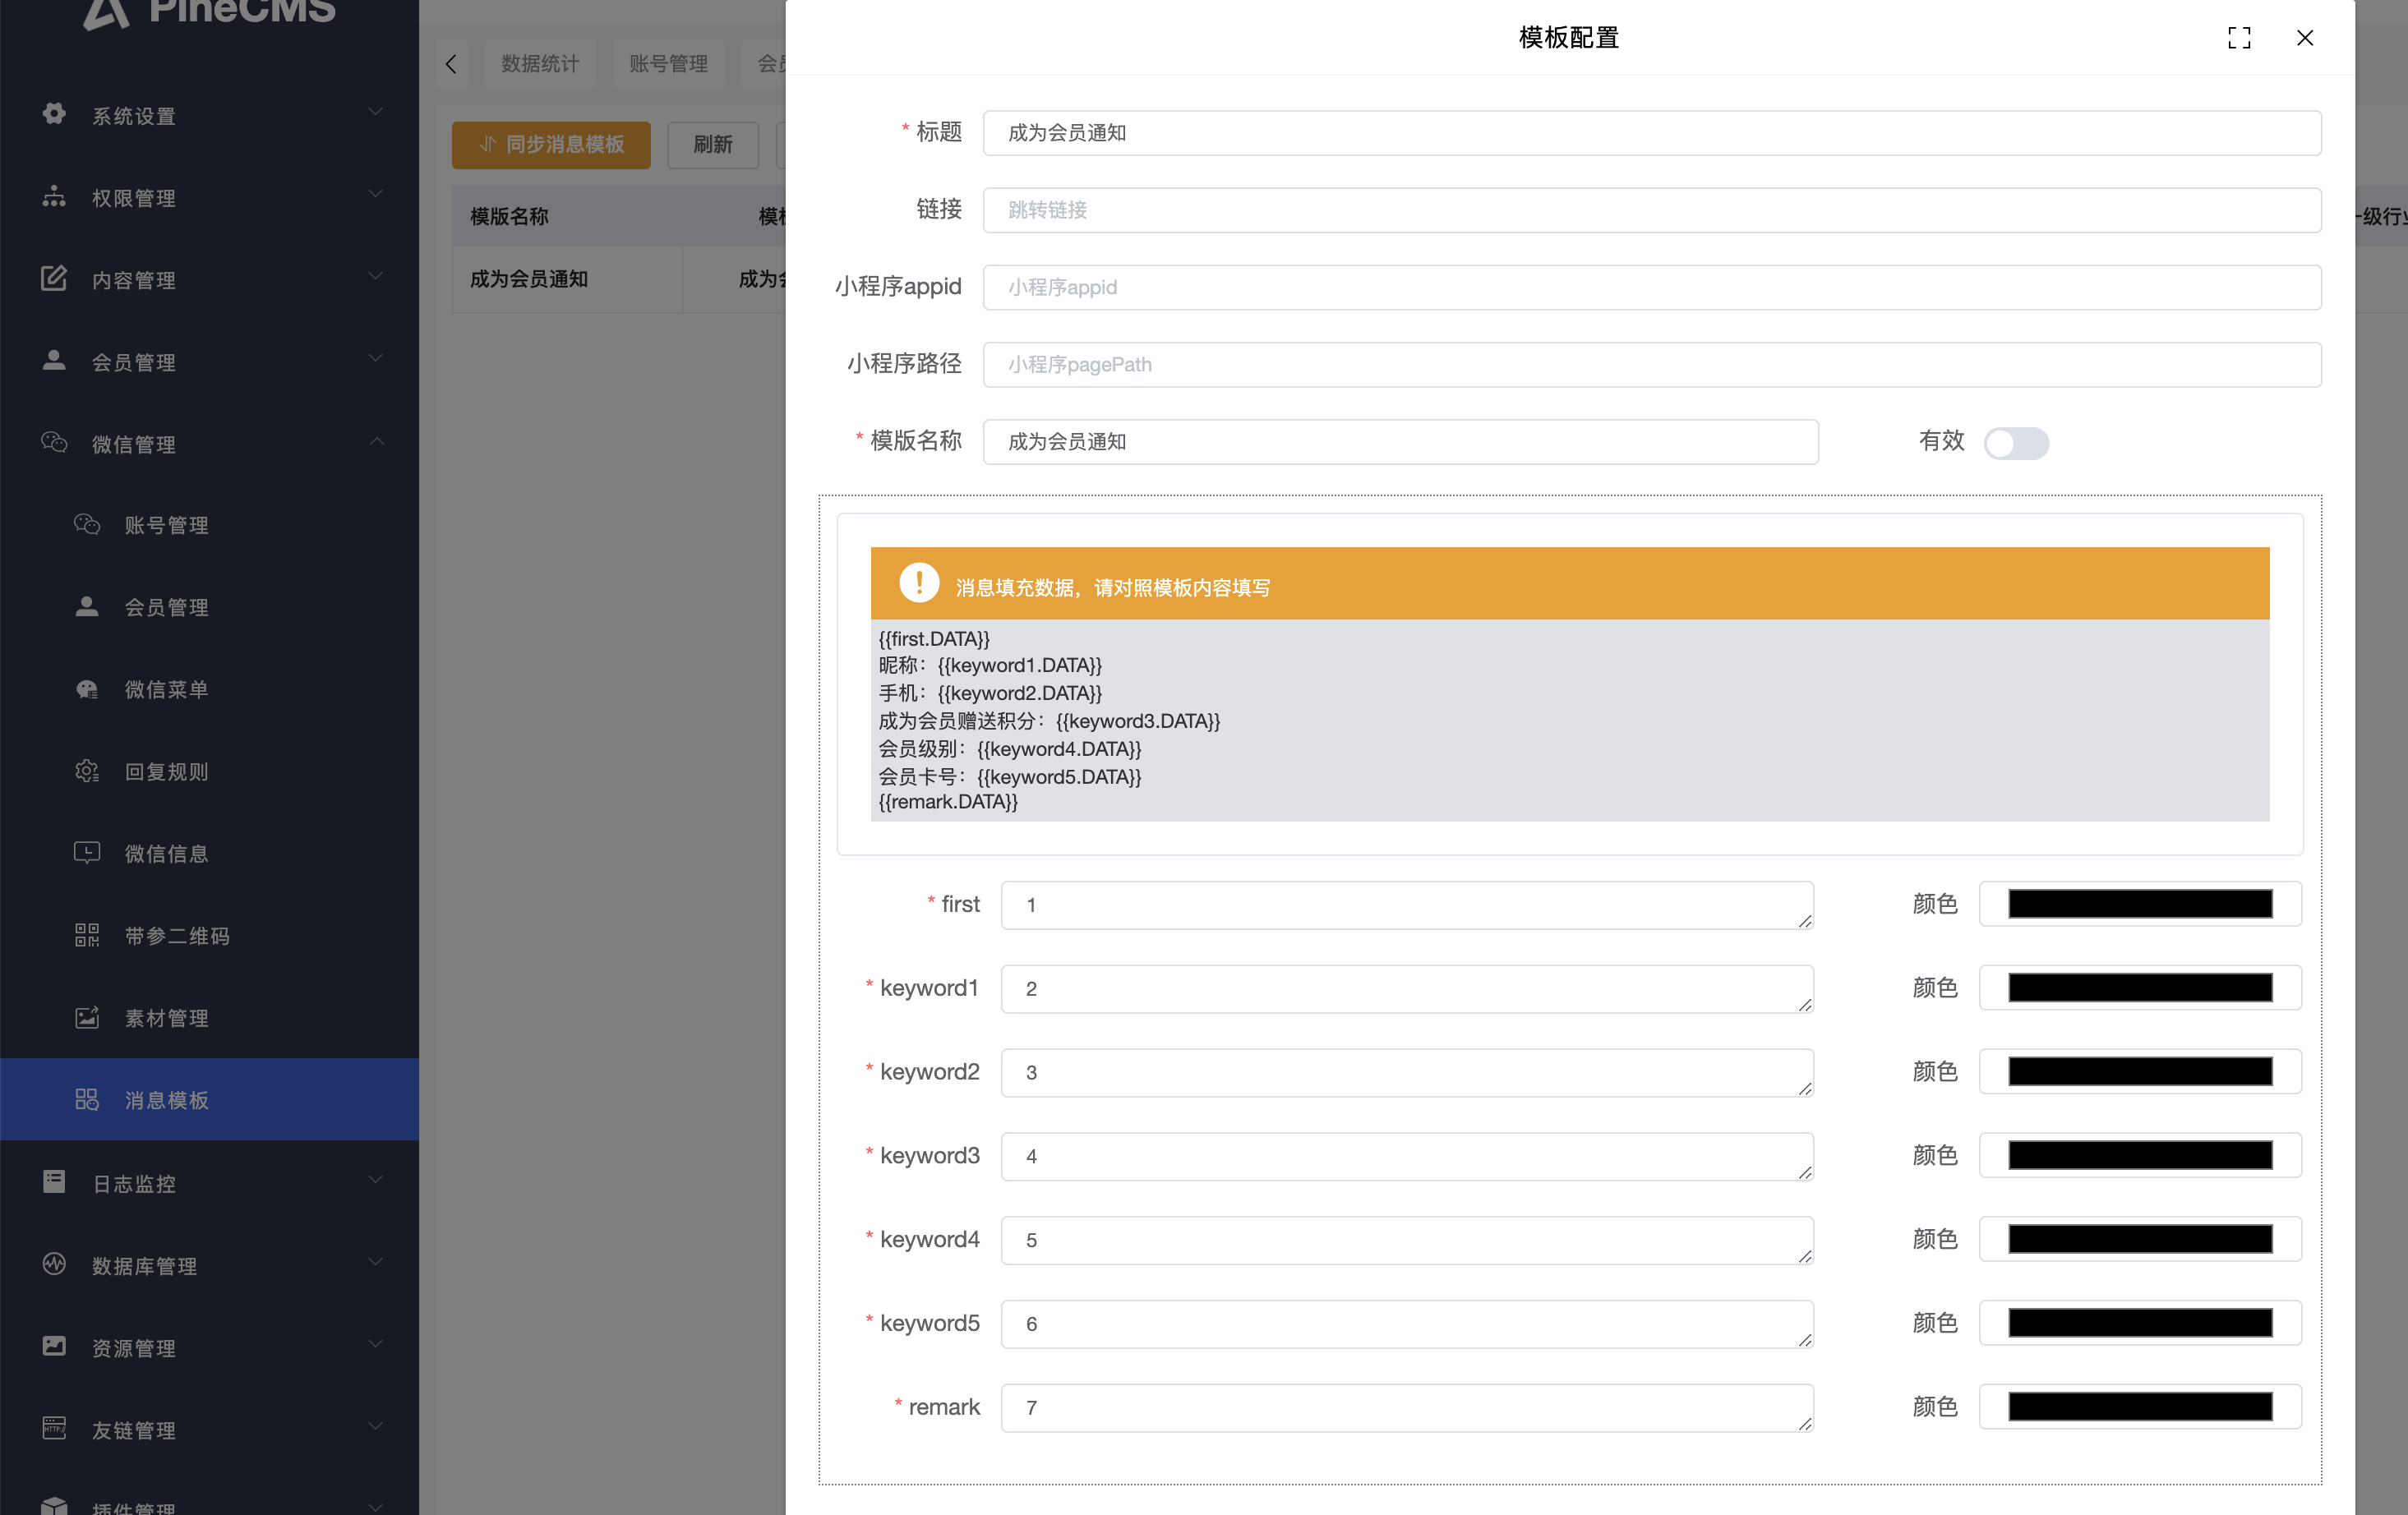 PineCMS
系统设置
权限管理
内容管理
会员管理
微信管理
账号管理
会员管理
微信菜单
回复规则
微信信息
带参二维码
素材管理
消息模板
日志监控
数据库管理
资源管理
友链管理
插件管理
数据统计
账号管理
同步消息模板
刷新
模版名称
成为会员通知
模板配置
* 标题 成为会员通知
链接 跳转链接
小程序appid 小程序appid
小程序路径 小程序pagePath
* 模版名称 成为会员通知 有效
消息填充数据，请对照模板内容填写
{{first.DATA}}
昵称：{{keyword1.DATA}}
手机：{{keyword2.DATA}}
成为会员赠送积分：{{keyword3.DATA}}
会员级别：{{keyword4.DATA}}
会员卡号：{{keyword5.DATA}}
{{remark.DATA}}
* first 1 颜色
* keyword1 2 颜色
* keyword2 3 颜色
* keyword3 4 颜色
* keyword4 5 颜色
* keyword5 6 颜色
* remark 7 颜色